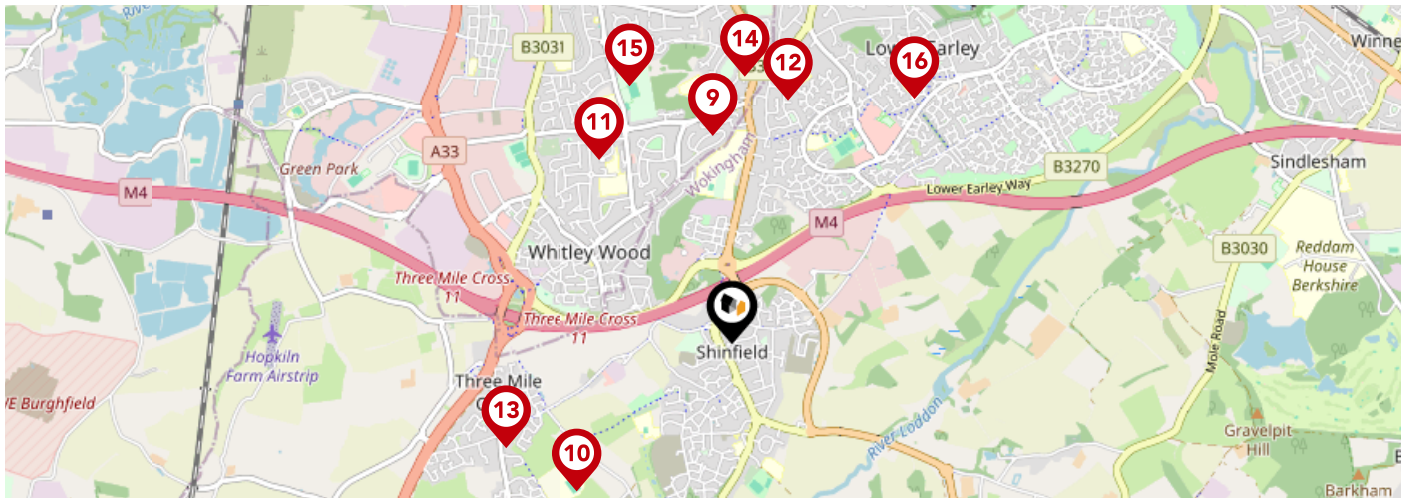 River
B3031
15
14
12
Lower Earley
16
Winne
9
11
A33
Green Park
Wokingham
B3270
Sindlesham
M4
Lower Earley Way
M4
Whitley Wood
B3030
Reddam
House
Berkshire
Three Mile Cross
11
Three Mile Cross
11
Hopkiln
Farm Airstrip
Shinfield
Mole Road
Three Mile
13
VE Burghfield
10
River Loddon
Gravelpit
Hill
Barkham